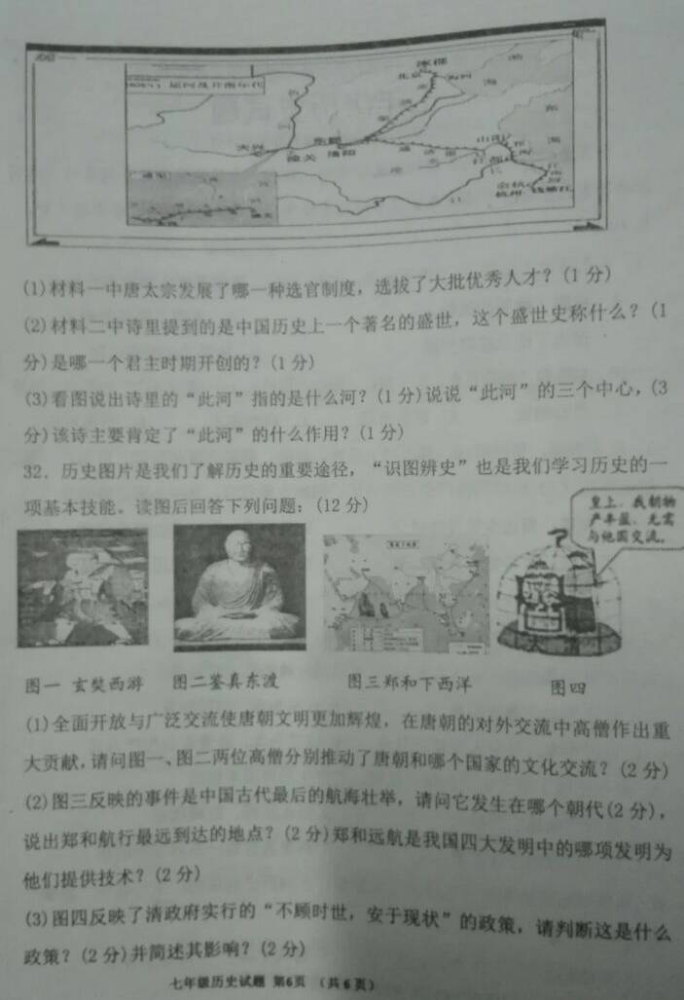 涿郡
北京
渤
海
东
海
大兴
潼关
洛阳
山阳
江都
余杭
杭州 钱塘江
(1)材料一中唐太宗发展了哪一种选官制度，选拔了大批优秀人才？(1分)
(2)材料二中诗里提到的是中国历史上一个著名的盛世，这个盛世史称什么？(1
分)是哪一个君主时期开创的？(1分)
(3)看图说出诗里的“此河”指的是什么河？(1分)说说“此河”的三个中心，(3
分)该诗主要肯定了“此河”的什么作用？(1分)
32．历史图片是我们了解历史的重要途径，“识图辨史”也是我们学习历史的一
项基本技能。读图后回答下列问题：(12分)
皇上，我朝物
产丰盈，无需
与他国交流。
图一 玄奘西游 图二鉴真东渡 图三郑和下西洋 图四
(1)全面开放与广泛交流使唐朝文明更加辉煌，在唐朝的对外交流中高僧作出重
大贡献，请问图一、图二两位高僧分别推动了唐朝和哪个国家的文化交流？(2分)
(2)图三反映的事件是中国古代最后的航海壮举，请问它发生在哪个朝代(2分)，
说出郑和航行最远到达的地点？(2分)郑和远航是我国四大发明中的哪项发明为
他们提供技术？(2分)
(3)图四反映了清政府实行的“不顾时世，安于现状”的政策，请判断这是什么
政策？(2分)并简述其影响？(2分)
七年级历史试题 第6页 （共6页）